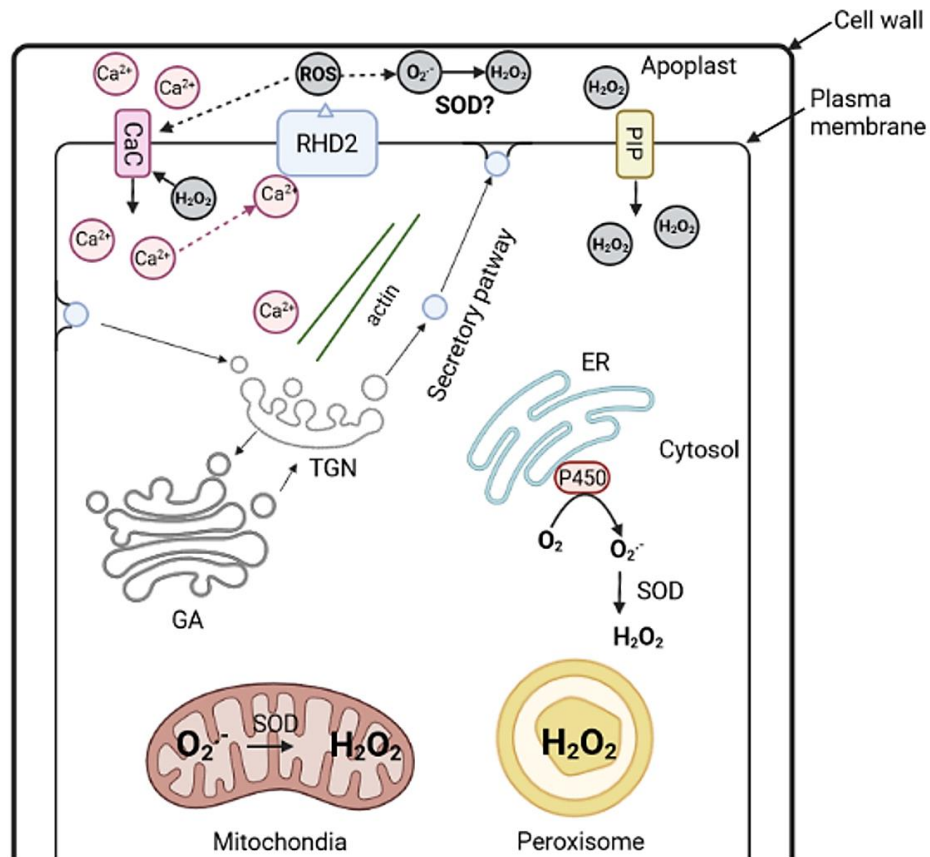 Cell wall
Apoplast
Ca²⁺
Ca²⁺
ROS
O₂·⁻
H₂O₂
SOD?
H₂O₂
Plasma
membrane
CaC
RHD2
PIP
H₂O₂
Ca²⁺
Ca²⁺
Ca²⁺
H₂O₂
H₂O₂
Ca²⁺
actin
Secretory patway
ER
TGN
Cytosol
P450
O₂
O₂·⁻
SOD
H₂O₂
GA
SOD
O₂·⁻
H₂O₂
H₂O₂
Mitochondia
Peroxisome